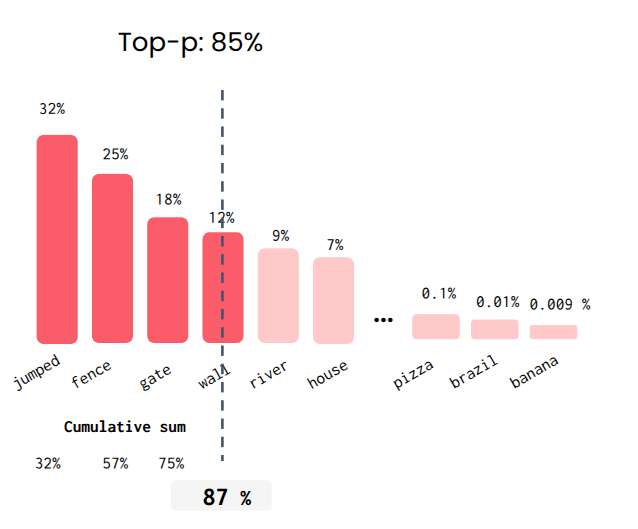 Top-p: 85%
32%
25%
18%
12%
9%
7%
...
0.1%
0.01%
0.009 %
jumped
fence
gate
wall
river
house
pizza
brazil
banana
Cumulative sum
32% 57% 75%
87 %